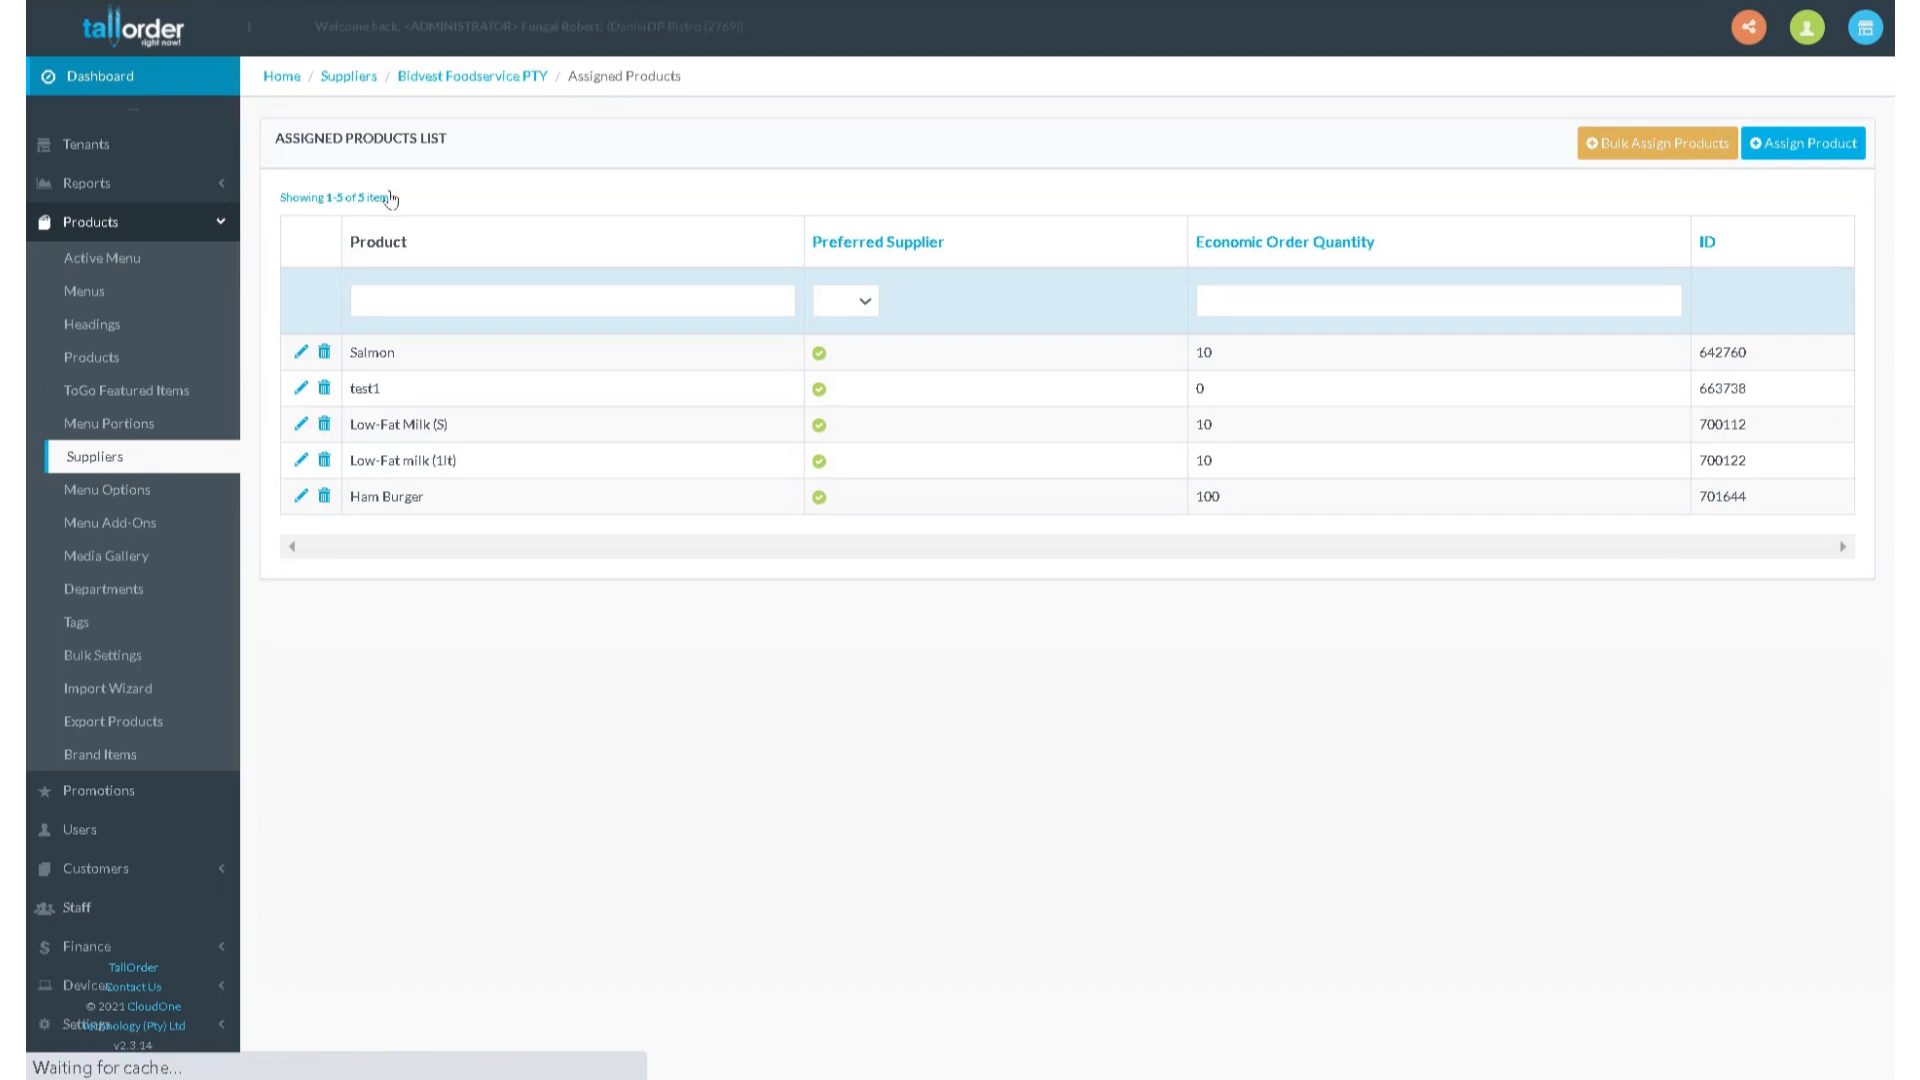 tallorder
right now!
Welcome back, <ADMINISTRATOR> Fungai Robert! (DanielDP Bistro [2769])
Dashboard
Home / Suppliers / Bidvest Foodservice PTY / Assigned Products
...
Tenants
Reports
Products
Active Menu
Menus
Headings
Products
ToGo Featured Items
Menu Portions
Suppliers
Menu Options
Menu Add-Ons
Media Gallery
Departments
Tags
Bulk Settings
Import Wizard
Export Products
Brand Items
Promotions
Users
Customers
Staff
Finance
TallOrder
Devices
Contact Us
© 2021 CloudOne
Settings
Technology (Pty) Ltd
v2.3.14
ASSIGNED PRODUCTS LIST
Bulk Assign Products
Assign Product
Showing 1-5 of 5 items
Product Preferred Supplier Economic Order Quantity ID
Salmon 10 642760
test1 0 663738
Low-Fat Milk (S) 10 700112
Low-Fat milk (1lt) 10 700122
Ham Burger 100 701644
Waiting for cache...